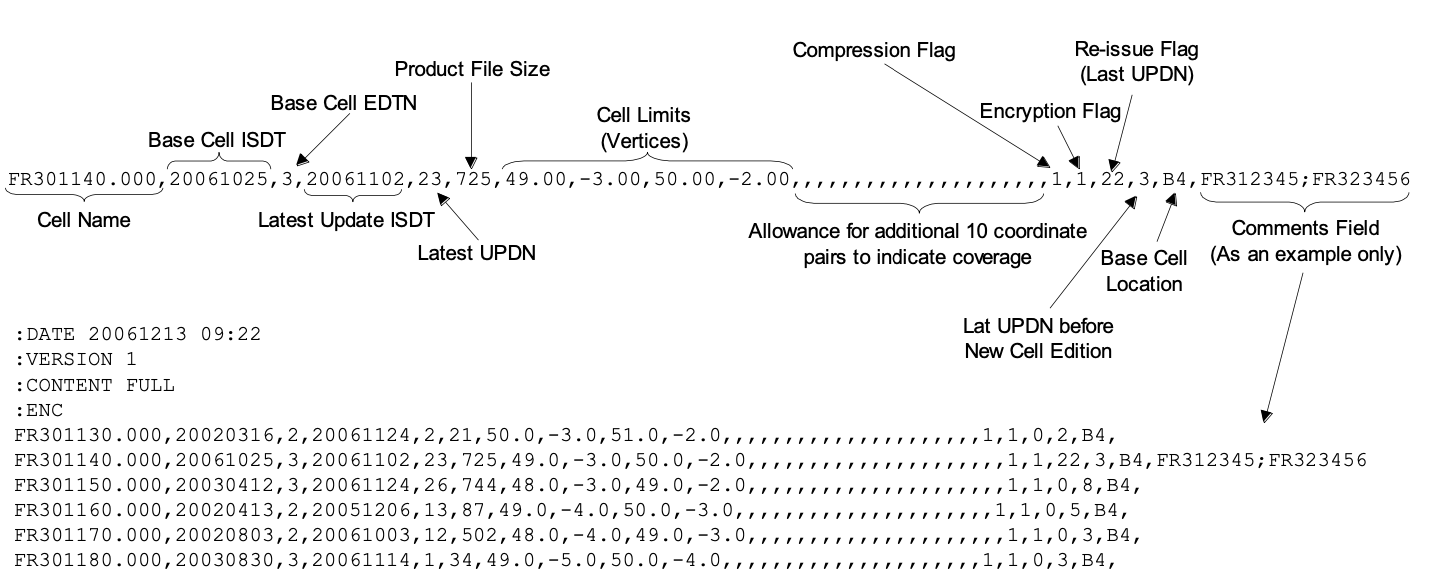 Compression Flag
Re-issue Flag
(Last UPDN)
Product File Size
Base Cell EDTN
Encryption Flag
Cell Limits
(Vertices)
Base Cell ISDT
FR301140.000,20061025,3,20061102,23,725,49.00,-3.00,50.00,-2.00,,,,,,,,,,,,,,,,,,,,,1,1,22,3,B4,FR312345;FR323456
Cell Name
Latest Update ISDT
Latest UPDN
Allowance for additional 10 coordinate
pairs to indicate coverage
Base Cell
Location
Comments Field
(As an example only)
Lat UPDN before
New Cell Edition
:DATE 20061213 09:22
:VERSION 1
:CONTENT FULL
:ENC
FR301130.000,20020316,2,20061124,2,21,50.0,-3.0,51.0,-2.0,,,,,,,,,,,,,,,,,,,,,1,1,0,2,B4,
FR301140.000,20061025,3,20061102,23,725,49.0,-3.0,50.0,-2.0,,,,,,,,,,,,,,,,,,,,,1,1,22,3,B4,FR312345;FR323456
FR301150.000,20030412,3,20061124,26,744,48.0,-3.0,49.0,-2.0,,,,,,,,,,,,,,,,,,,,,1,1,0,8,B4,
FR301160.000,20020413,2,20051206,13,87,49.0,-4.0,50.0,-3.0,,,,,,,,,,,,,,,,,,,,,1,1,0,5,B4,
FR301170.000,20020803,2,20061003,12,502,48.0,-4.0,49.0,-3.0,,,,,,,,,,,,,,,,,,,,,1,1,0,3,B4,
FR301180.000,20030830,3,20061114,1,34,49.0,-5.0,50.0,-4.0,,,,,,,,,,,,,,,,,,,,,1,1,0,3,B4,